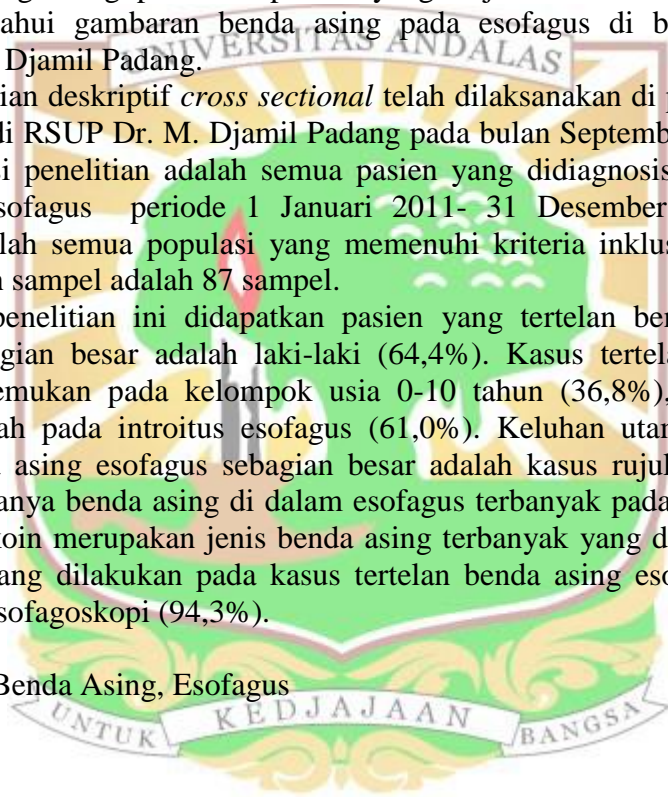 ahui gambaran benda asing pada esofagus di b
Djamil Padang.
UNIVERSITAS ANDALAS
ian deskriptif cross sectional telah dilaksanakan di p
di RSUP Dr. M. Djamil Padang pada bulan Septemb
si penelitian adalah semua pasien yang didiagnosis
sofagus periode 1 Januari 2011- 31 Desember
lah semua populasi yang memenuhi kriteria inklus
n sampel adalah 87 sampel.
penelitian ini didapatkan pasien yang tertelan ben
gian besar adalah laki-laki (64,4%). Kasus tertela
emukan pada kelompok usia 0-10 tahun (36,8%),
ah pada introitus esofagus (61,0%). Keluhan utan
asing esofagus sebagian besar adalah kasus rujuk
anya benda asing di dalam esofagus terbanyak pada
koin merupakan jenis benda asing terbanyak yang d
ang dilakukan pada kasus tertelan benda asing eso
sofagoskopi (94,3%).
Benda Asing, Esofagus
UNTUK KEDJAJAAN BANGSA